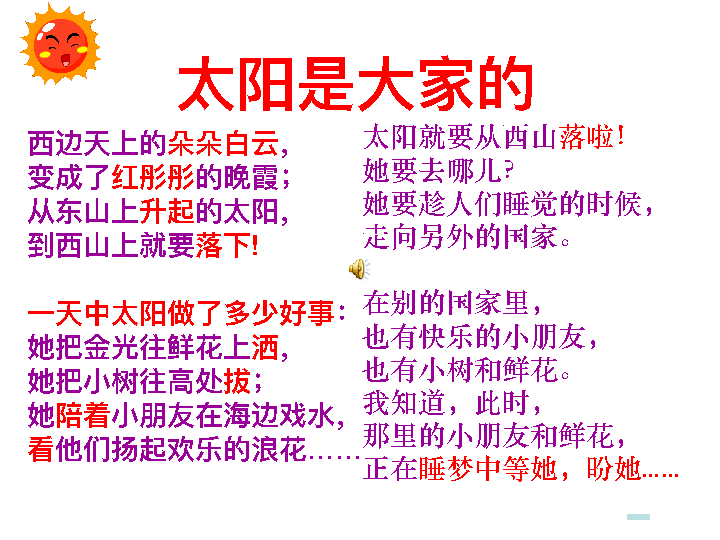 太阳是大家的
西边天上的朵朵白云，
变成了红彤彤的晚霞；
从东山上升起的太阳，
到西山上就要落下!
一天中太阳做了多少好事：
她把金光往鲜花上洒，
她把小树往高处拔；
她陪着小朋友在海边戏水，
看他们扬起欢乐的浪花……
太阳就要从西山落啦!
她要去哪儿?
她要趁人们睡觉的时候，
走向另外的国家。
在别的国家里，
也有快乐的小朋友，
也有小树和鲜花。
我知道，此时，
那里的小朋友和鲜花，
正在睡梦中等她，盼她……